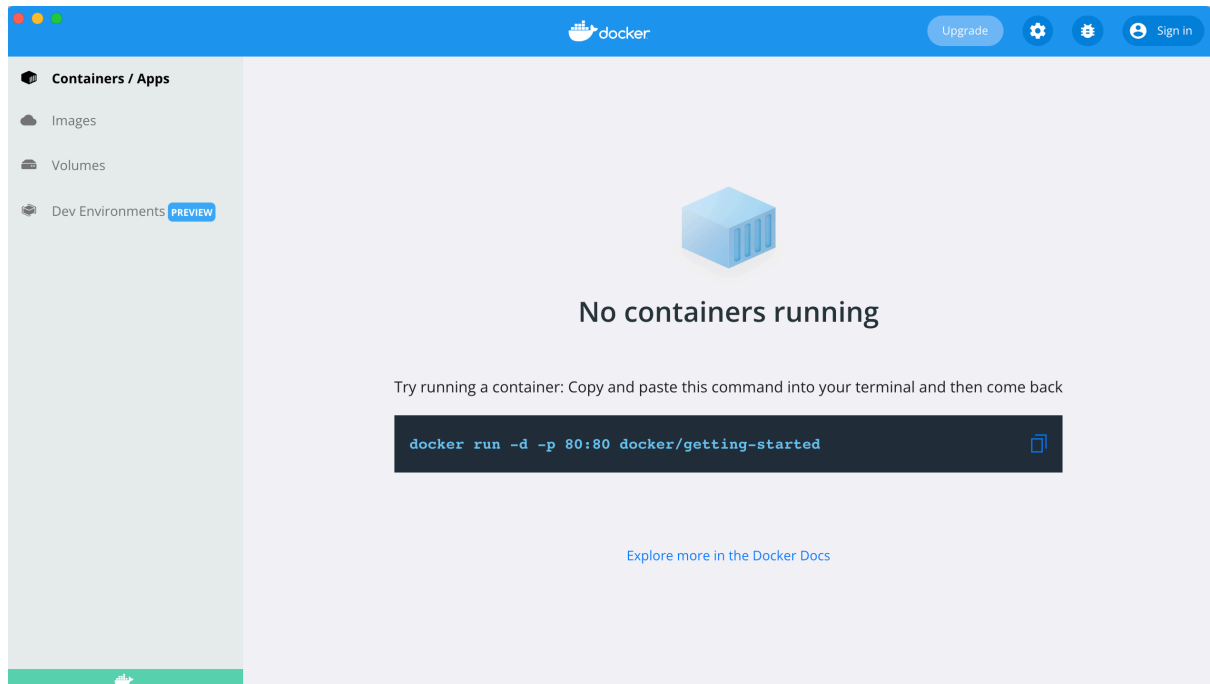 docker
Upgrade
Sign in
Containers / Apps
Images
Volumes
Dev Environments PREVIEW
No containers running
Try running a container: Copy and paste this command into your terminal and then come back
docker run -d -p 80:80 docker/getting-started
Explore more in the Docker Docs